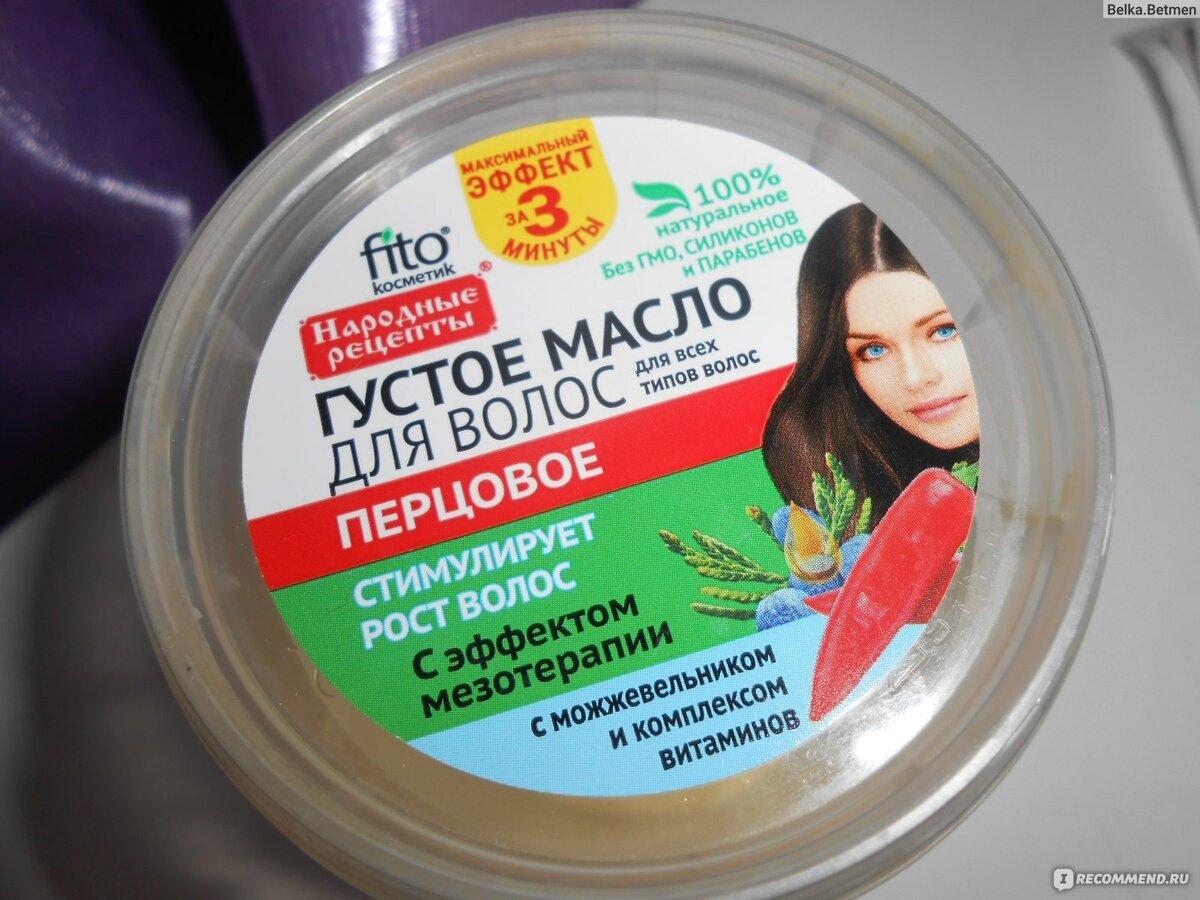 Belka.Betmen
МАКСИМАЛЬНЫЙ
ЭФФЕКТ
ЗА 3
МИНУТЫ
100%
натуральное
Без ГМО, СИЛИКОНОВ
и ПАРАБЕНОВ
fito®
косметик
Народные®
рецепты
ГУСТОЕ МАСЛО
ДЛЯ ВОЛОС
для всех
типов волос
ПЕРЦОВОЕ
СТИМУЛИРУЕТ
РОСТ ВОЛОС
С эффектом
мезотерапии
с можжевельником
и комплексом
витаминов
IRECOMMEND.RU